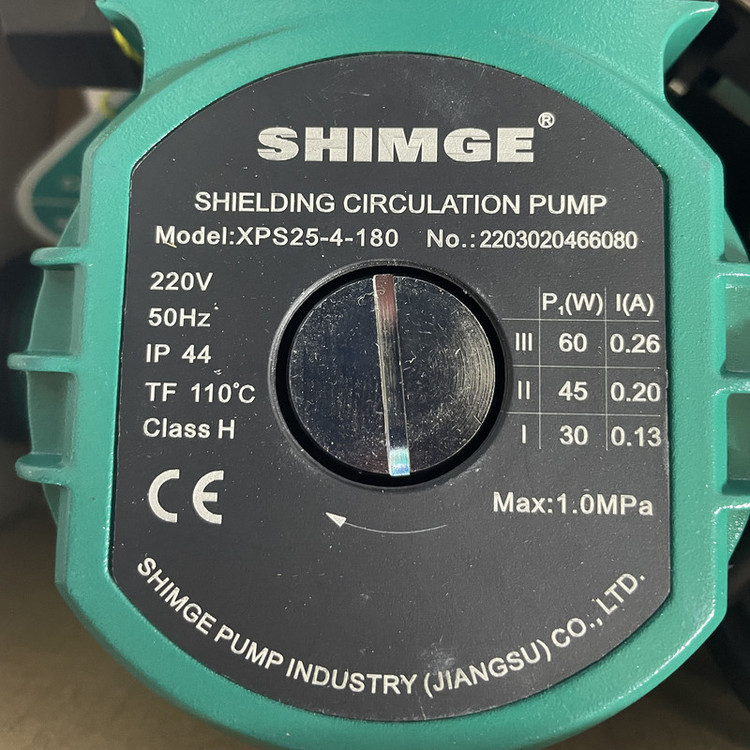 SHIMGE®
SHIELDING CIRCULATION PUMP
Model:XPS25-4-180 No.:2203020466080
220V
50Hz
IP 44
TF 110℃
Class H
CE
P₁(W) I(A)
III 60 0.26
II 45 0.20
I 30 0.13
Max:1.0MPa
SHIMGE PUMP INDUSTRY (JIANGSU) CO., LTD.